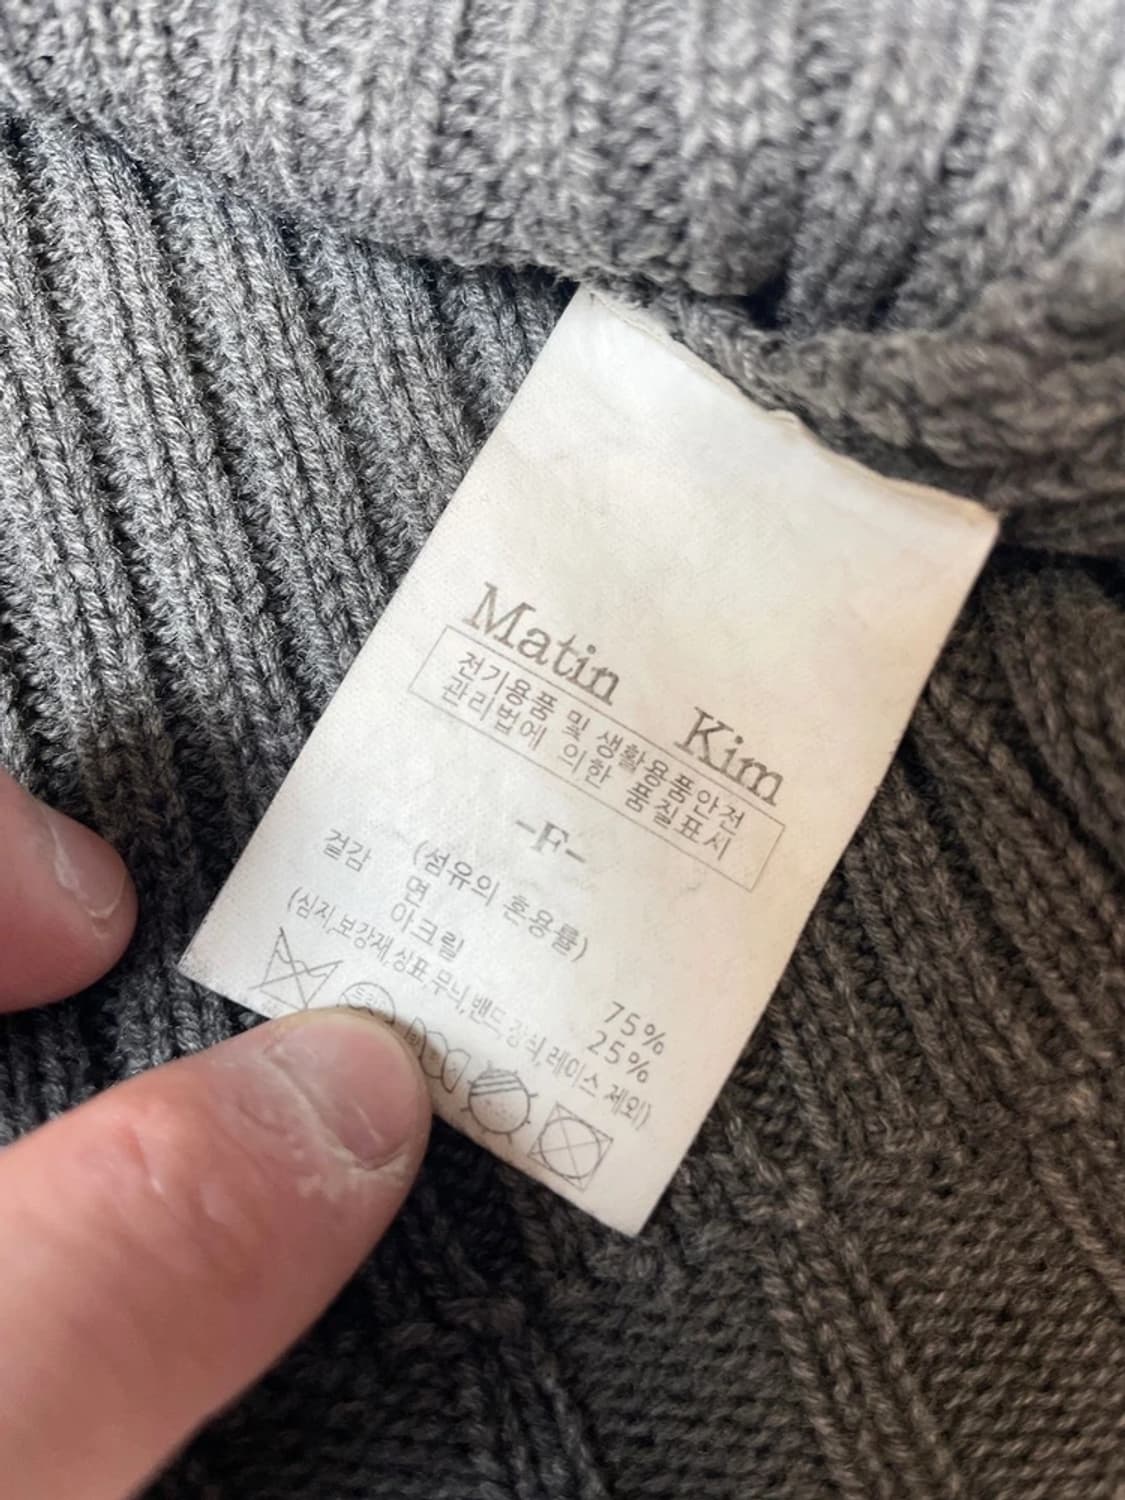 Matin Kim
전기용품 및 생활용품안전
관리법에 의한 품질표시
-F-
겉감 (섬유의 혼용률)
면 75%
아크릴 25%
(심지,보강재,상표,무늬,밴드,장식,레이스 제외)